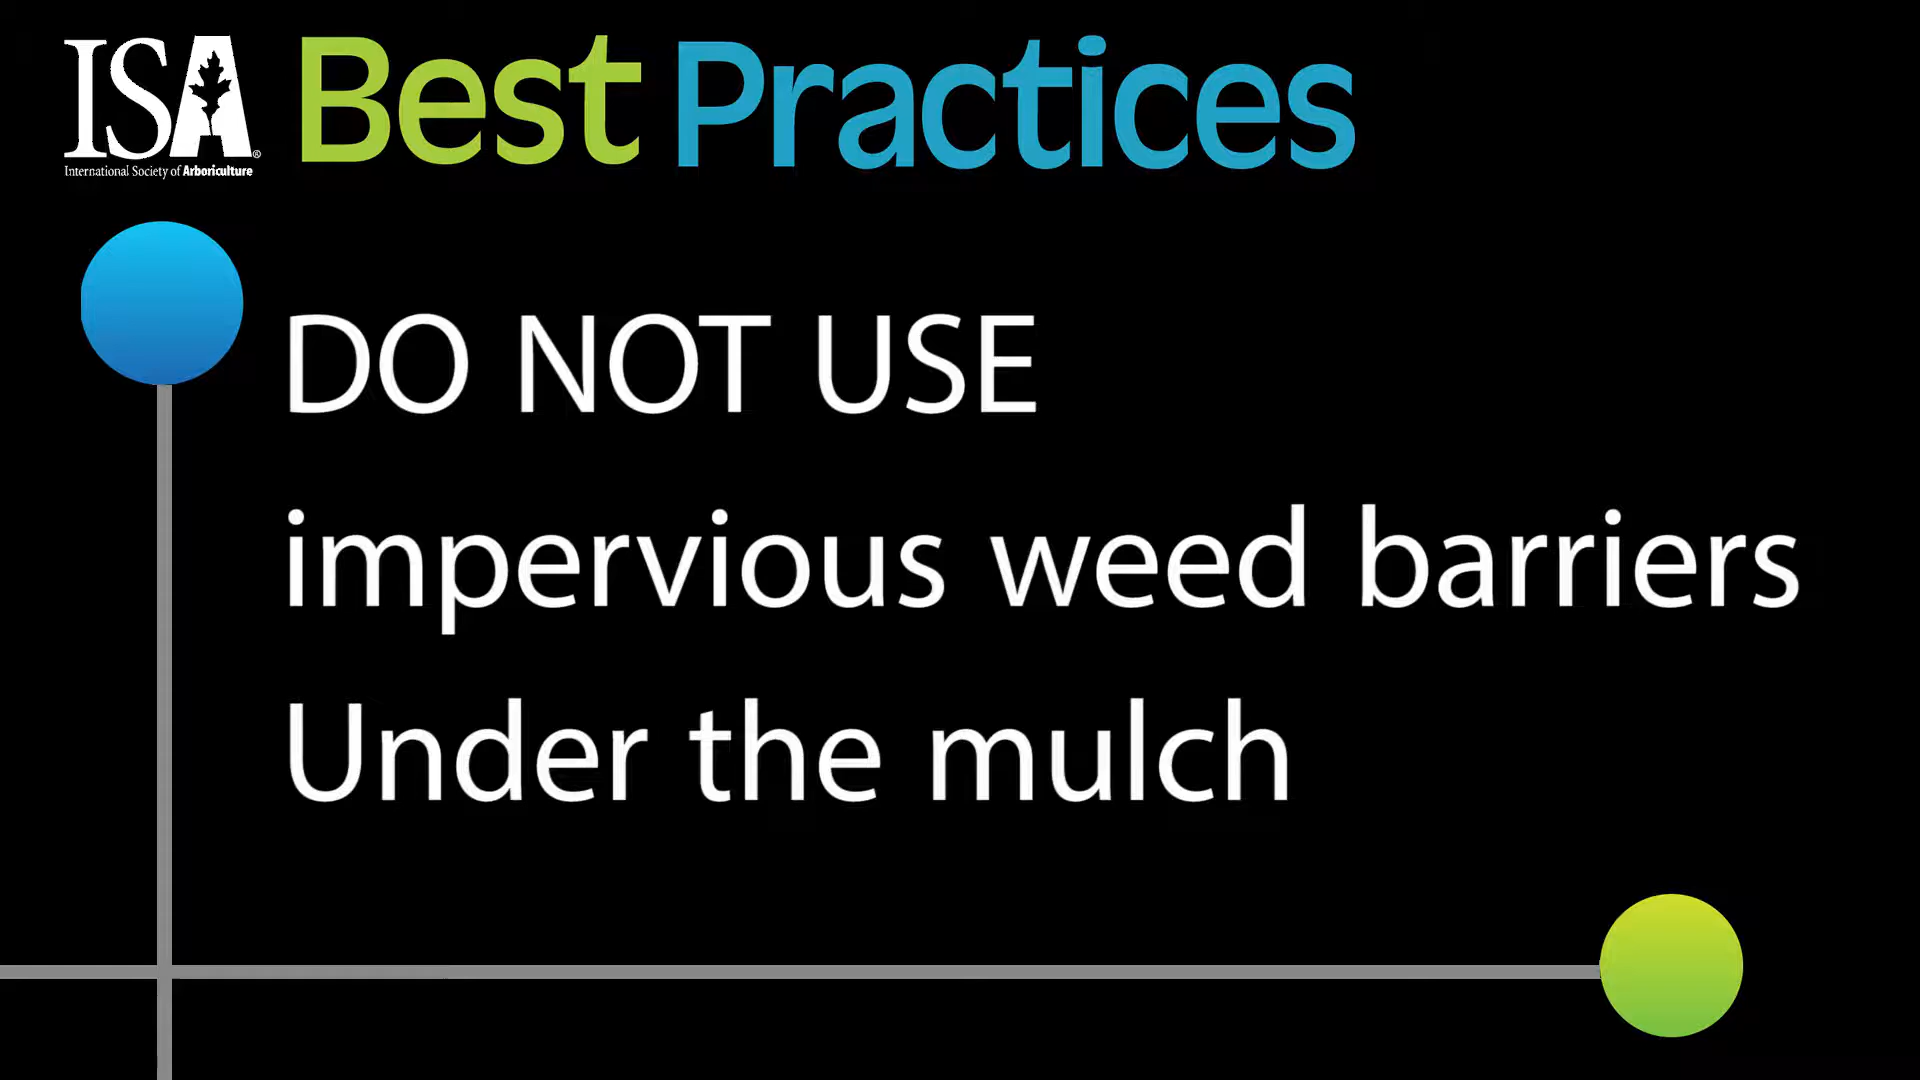 ISA®
International Society of Arboriculture
Best Practices
DO NOT USE
impervious weed barriers
Under the mulch